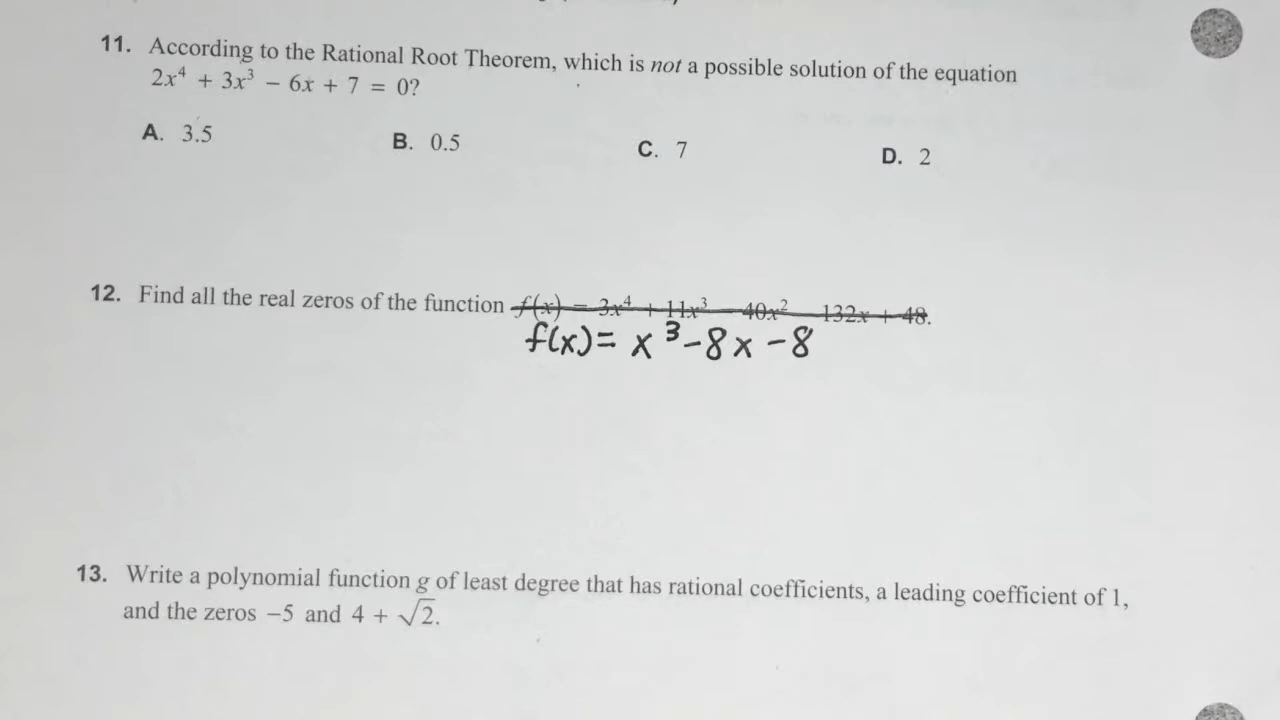 11. According to the Rational Root Theorem, which is not a possible solution of the equation
2x⁴ + 3x³ − 6x + 7 = 0?
A. 3.5 B. 0.5 C. 7 D. 2
12. Find all the real zeros of the function f(x) = 3x⁴ + 11x³ − 40x² − 132x + 48.
f(x) = x³ − 8x − 8
13. Write a polynomial function g of least degree that has rational coefficients, a leading coefficient of 1,
and the zeros −5 and 4 + √2.